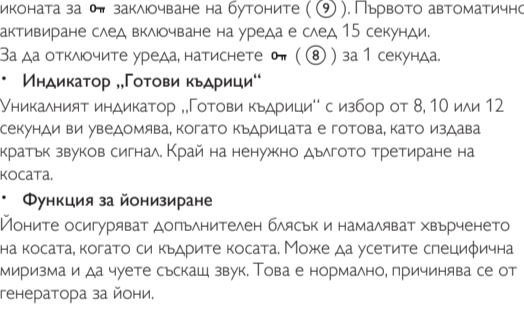 иконата за заключване на бутоните ( ⑨ ). Първото автоматично
активиране след включване на уреда е след 15 секунди.
За да отключите уреда, натиснете ( ⑧ ) за 1 секунда.
• Индикатор „Готови къдрици“
Уникалният индикатор „Готови къдрици“ с избор от 8, 10 или 12
секунди ви уведомява, когато къдрицата е готова, като издава
кратък звуков сигнал. Край на ненужно дългото третиране на
косата.
• Функция за йонизиране
Йоните осигуряват допълнителен блясък и намаляват хвърченето
на косата, когато си къдрите косата. Може да усетите специфична
миризма и да чуете съскащ звук. Това е нормално, причинява се от
генератора за йони.